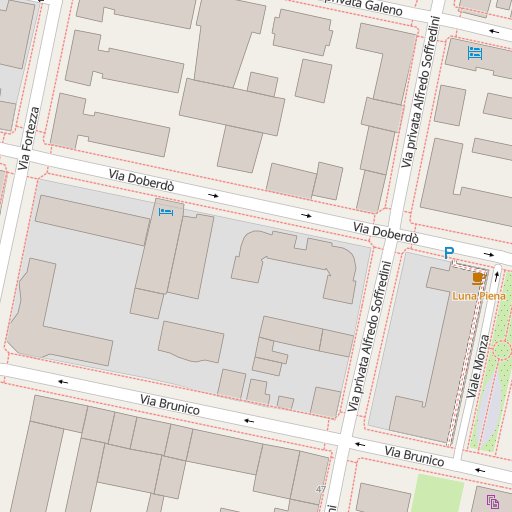 privata Galeno
Via privata Alfredo Soffredini
Via Fortezza
Via Doberdò
Via Doberdò
P
Luna Piena
Via privata Alfredo Soffredini
Viale Monza
Via Brunico
Via Brunico
47
ni